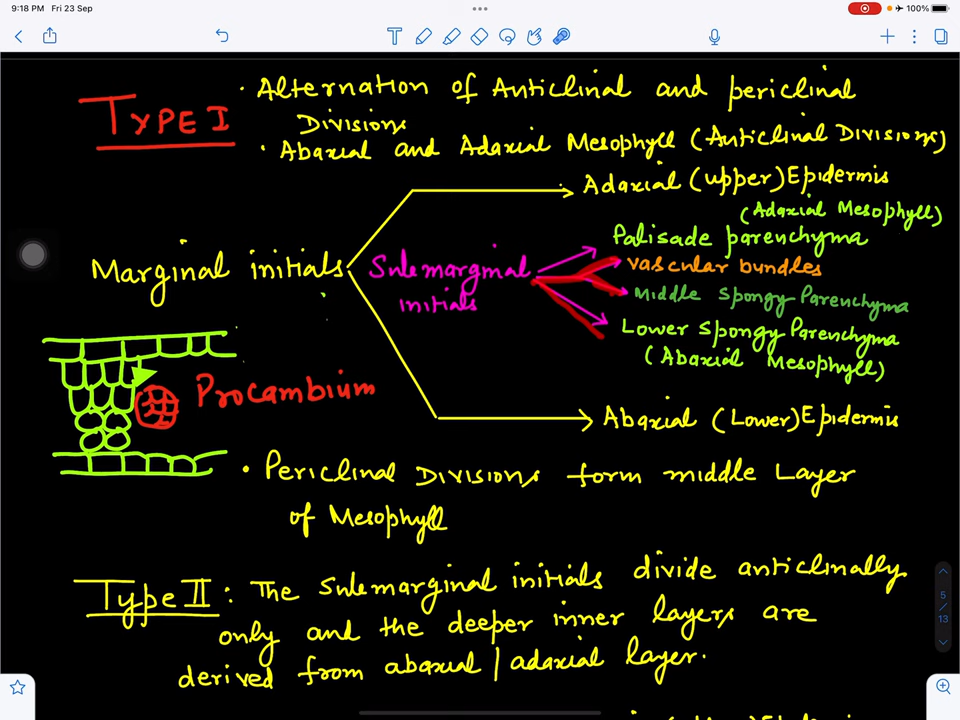 9:18 PM Fri 23 Sep
100%
TYPE I
• Alternation of Anticlinal and periclinal
Divisions
• Abaxial and Adaxial Mesophyll (Anticlinal Divisions)
Adaxial (upper) Epidermis
(Adaxial Mesophyll)
Palisade parenchyma
Marginal initials
Submarginal
initials
Vascular bundles
Middle Spongy Parenchyma
Lower Spongy Parenchyma
(Abaxial Mesophyll)
Procambium
Abaxial (Lower) Epidermis
• Periclinal Divisions form middle Layer
of Mesophyll
Type II : The Submarginal initials divide anticlinally
only and the deeper inner layers are
derived from abaxial / adaxial layer.
5
/
13